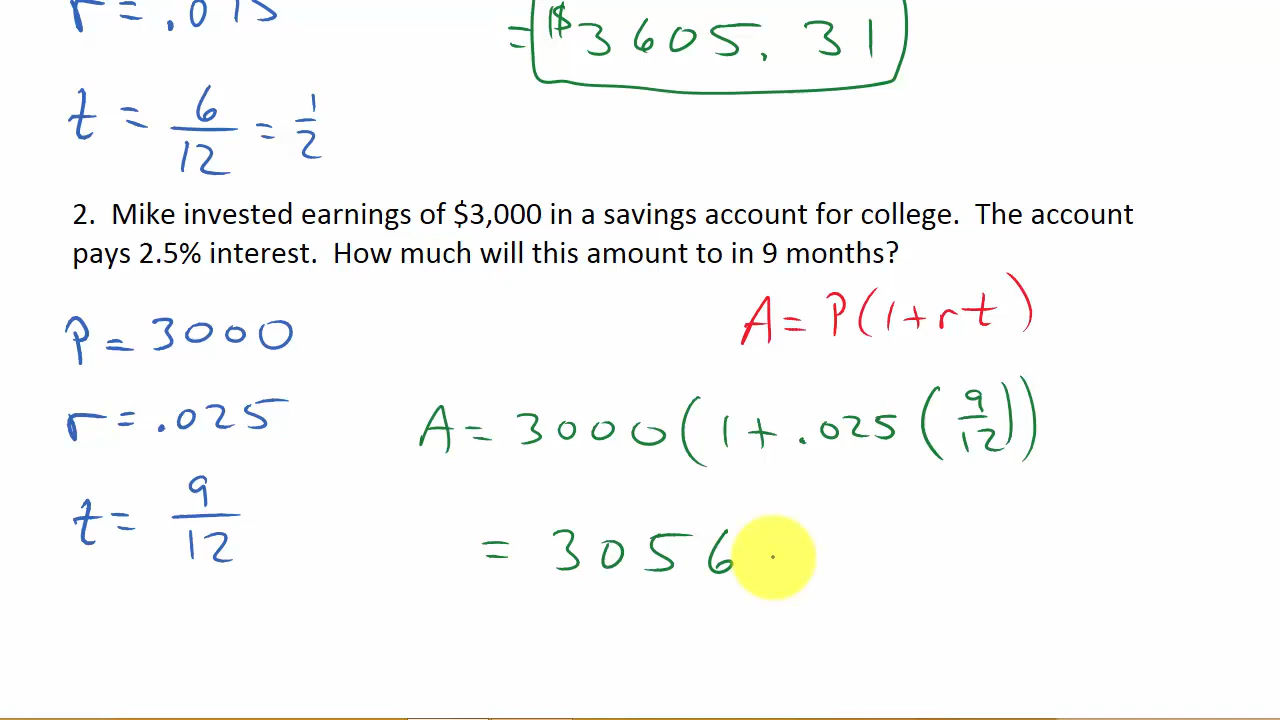 r = .015
= $3605.31
t = 6/12 = 1/2
2. Mike invested earnings of $3,000 in a savings account for college. The account
pays 2.5% interest. How much will this amount to in 9 months?
A = P(1+rt)
P = 3000
r = .025
A = 3000(1 + .025(9/12))
t = 9/12
= 3056